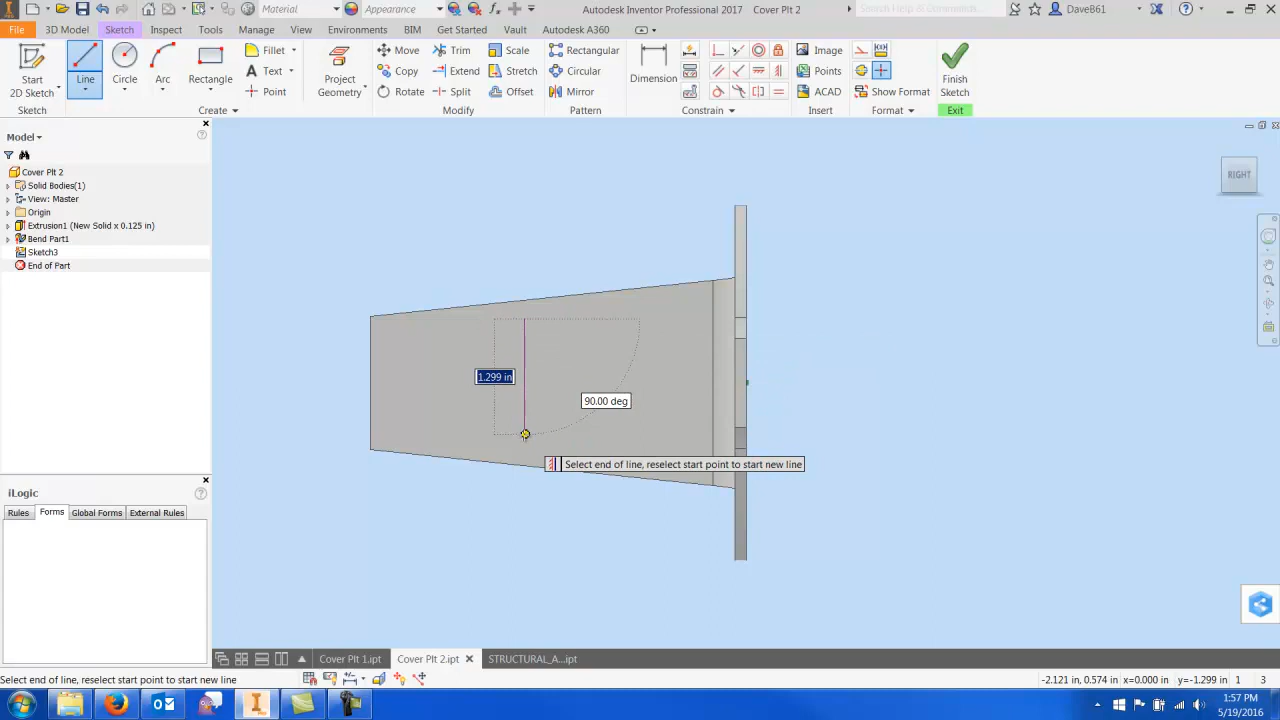 Material
Appearance
Autodesk Inventor Professional 2017
Cover Plt 2
Search Help & Commands...
DaveB61
File
3D Model
Sketch
Inspect
Tools
Manage
View
Environments
BIM
Get Started
Vault
Autodesk A360
Start
2D Sketch
Line
Circle
Arc
Rectangle
Fillet
Text
Point
Project
Geometry
Move
Copy
Rotate
Trim
Extend
Split
Scale
Stretch
Offset
Rectangular
Circular
Mirror
Dimension
Image
Points
ACAD
Show Format
Finish
Sketch
Sketch
Create
Modify
Pattern
Constrain
Insert
Format
Exit
Model
Cover Plt 2
Solid Bodies(1)
View: Master
Origin
Extrusion1 (New Solid x 0.125 in)
Bend Part1
Sketch3
End of Part
RIGHT
1.299 in
90.00 deg
Select end of line, reselect start point to start new line
iLogic
Rules
Forms
Global Forms
External Rules
Cover Plt 1.ipt
Cover Plt 2.ipt
STRUCTURAL_A...ipt
Select end of line, reselect start point to start new line
-2.121 in, 0.574 in
x=0.000 in
y=-1.299 in
1
3
1:57 PM
5/19/2016